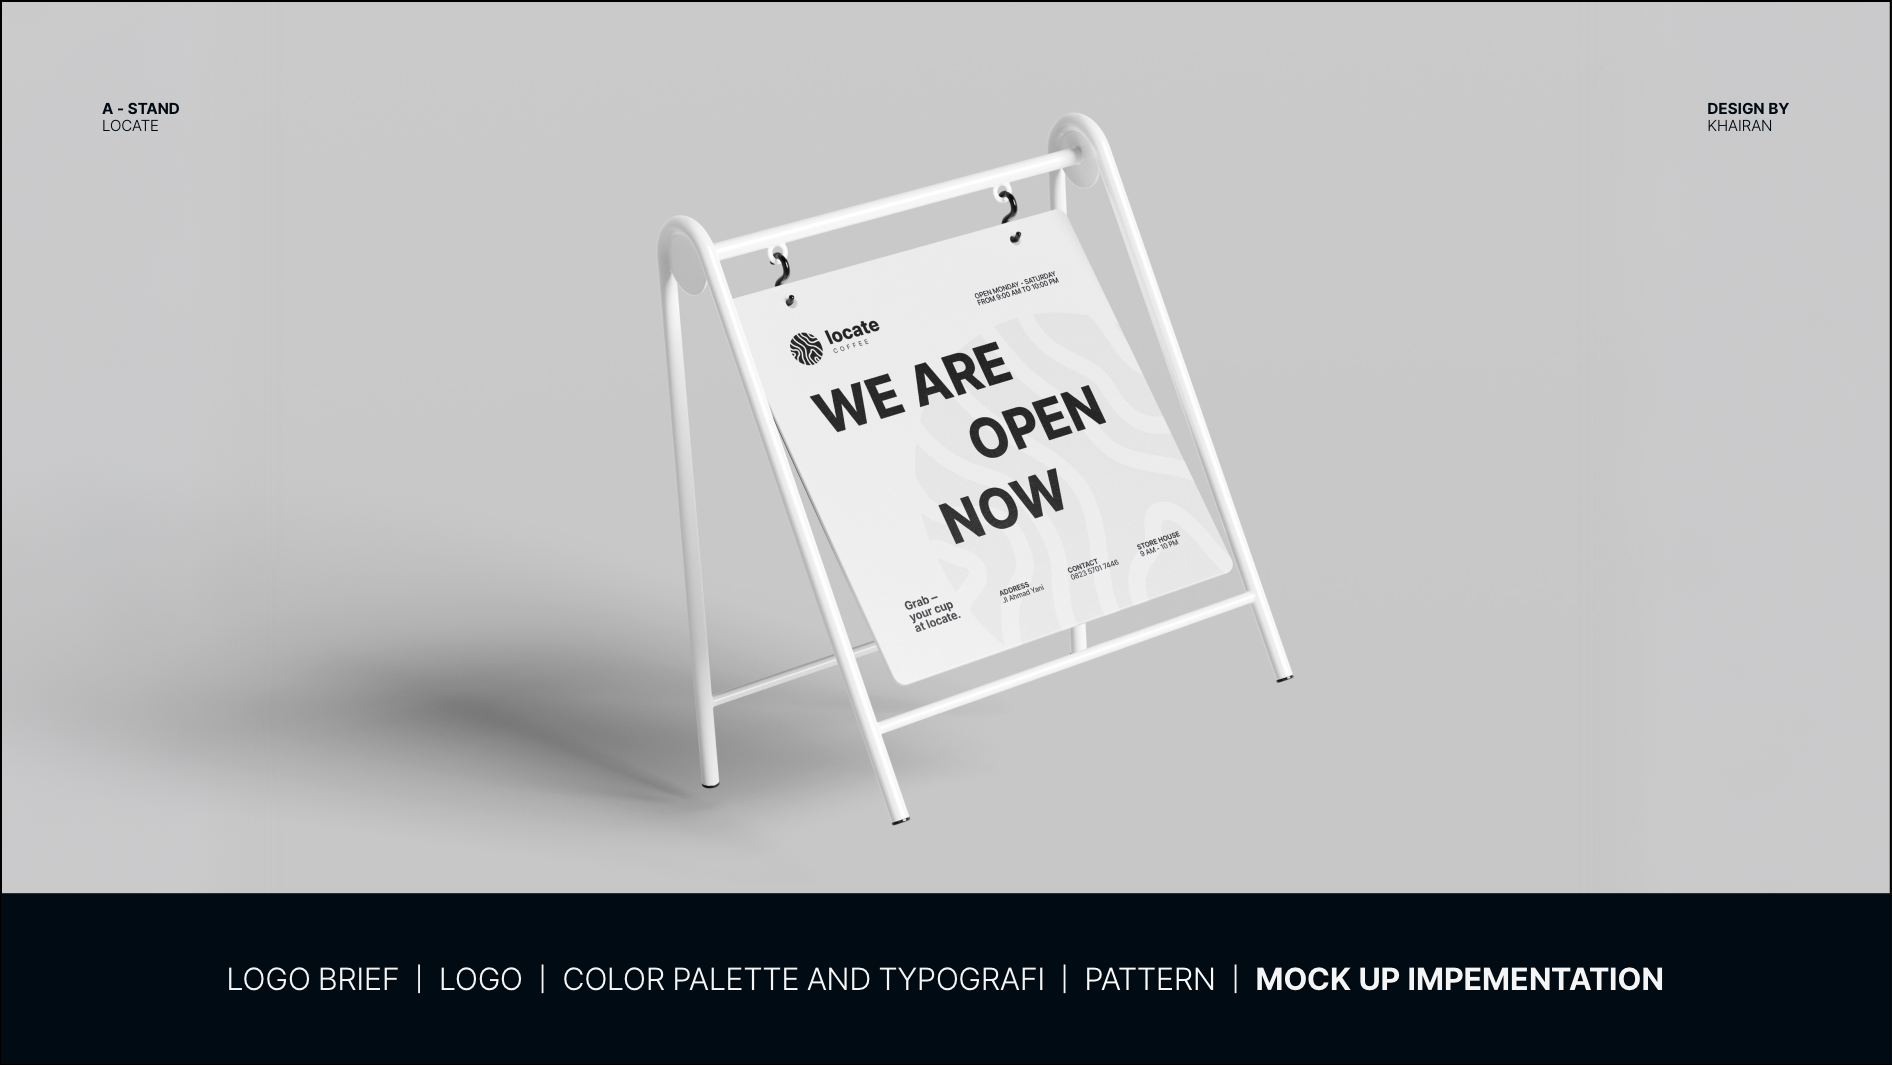 A - STAND
LOCATE
DESIGN BY
KHAIRAN
OPEN MONDAY - SATURDAY
FROM 9:00 AM TO 10:00 PM
locate
COFFEE
WE ARE
OPEN
NOW
Grab –
your cup
at locate.
ADDRESS
Jl Ahmad Yani
CONTACT
0823 5701 7446
STORE HOUSE
9 AM - 10 PM
LOGO BRIEF | LOGO | COLOR PALETTE AND TYPOGRAFI | PATTERN | MOCK UP IMPEMENTATION